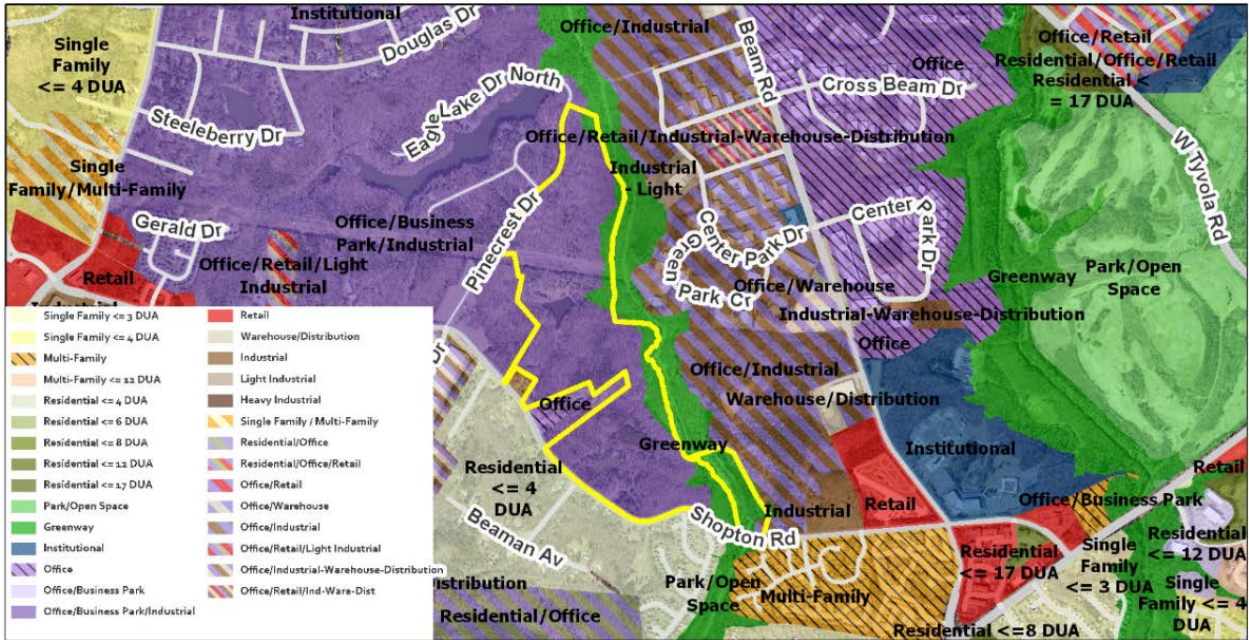 Institutional
Office/Industrial
Office/Retail
Residential/Office/Retail
Residential <
= 17 DUA
Single
Family
<= 4 DUA
Douglas Dr
Beam Rd
Office
Cross Beam Dr
Eagle Lake Dr North
Steeleberry Dr
Office/Retail/Industrial-Warehouse-Distribution
W Tyvola Rd
Single
Family/Multi-Family
Industrial
- Light
Pinecrest Dr
Gerald Dr
Office/Business
Park/Industrial
Center Park Dr
Center Park Dr
Green Park Cr
Retail
Office/Retail/Light
Industrial
Office/Warehouse
Greenway
Park/Open
Space
Industrial-Warehouse-Distribution
Office
Office/Industrial
Warehouse/Distribution
Dr
Office
Institutional
Greenway
Residential
<= 4
DUA
Retail
Retail
Office/Business Park
Industrial
Shopton Rd
Beaman Av
Residential
<= 12 DUA
Residential
<= 17 DUA
Single
Family
<= 3 DUA
Park/Open
Space
Multi-Family
Single
Family <= 4
DUA
istribution
Residential/Office
Residential <=8 DUA
Single Family <= 3 DUA
Single Family <= 4 DUA
Multi-Family
Multi-Family <= 12 DUA
Residential <= 4 DUA
Residential <= 6 DUA
Residential <= 8 DUA
Residential <= 12 DUA
Residential <= 17 DUA
Park/Open Space
Greenway
Institutional
Office
Office/Business Park
Office/Business Park/Industrial
Retail
Warehouse/Distribution
Industrial
Light Industrial
Heavy Industrial
Single Family / Multi-Family
Residential/Office
Residential/Office/Retail
Office/Retail
Office/Warehouse
Office/Industrial
Office/Retail/Light Industrial
Office/Industrial-Warehouse-Distribution
Office/Retail/Ind-Ware-Dist